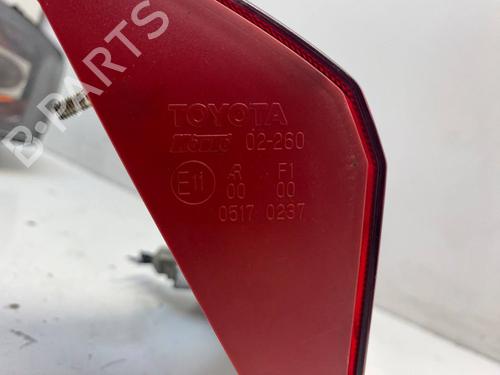 B-PARTS
TOYOTA
KOITO 02-260
E11 A F1
00 00
0517 0237